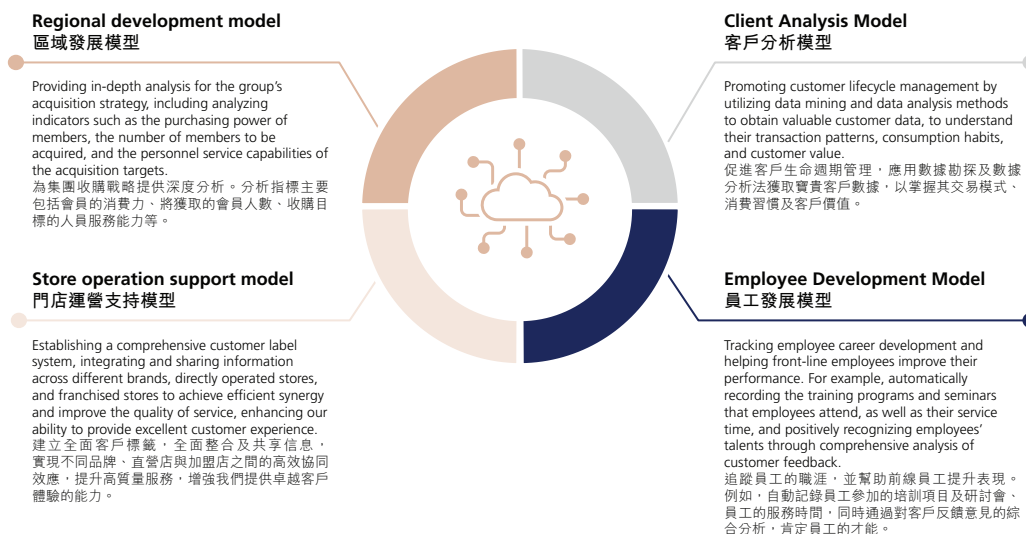 Regional development model
區域發展模型
Providing in-depth analysis for the group's
acquisition strategy, including analyzing
indicators such as the purchasing power of
members, the number of members to be
acquired, and the personnel service capabilities of
the acquisition targets.
為集團收購戰略提供深度分析。分析指標主要
包括會員的消費力、將獲取的會員人數、收購目
標的人員服務能力等。
Client Analysis Model
客戶分析模型
Promoting customer lifecycle management by
utilizing data mining and data analysis methods
to obtain valuable customer data, to understand
their transaction patterns, consumption habits,
and customer value.
促進客戶生命週期管理，應用數據勘探及數據
分析法獲取寶貴客戶數據，以掌握其交易模式、
消費習慣及客戶價值。
Store operation support model
門店運營支持模型
Establishing a comprehensive customer label
system, integrating and sharing information
across different brands, directly operated stores,
and franchised stores to achieve efficient synergy
and improve the quality of service, enhancing our
ability to provide excellent customer experience.
建立全面客戶標籤，全面整合及共享信息，
實現不同品牌、直營店與加盟店之間的高效協同
效應，提升高質量服務，增強我們提供卓越客戶
體驗的能力。
Employee Development Model
員工發展模型
Tracking employee career development and
helping front-line employees improve their
performance. For example, automatically
recording the training programs and seminars
that employees attend, as well as their service
time, and positively recognizing employees'
talents through comprehensive analysis of
customer feedback.
追蹤員工的職涯，並幫助前線員工提升表現。
例如，自動記錄員工參加的培訓項目及研討會、
員工的服務時間，同時通過對客戶反饋意見的綜
合分析，肯定員工的才能。